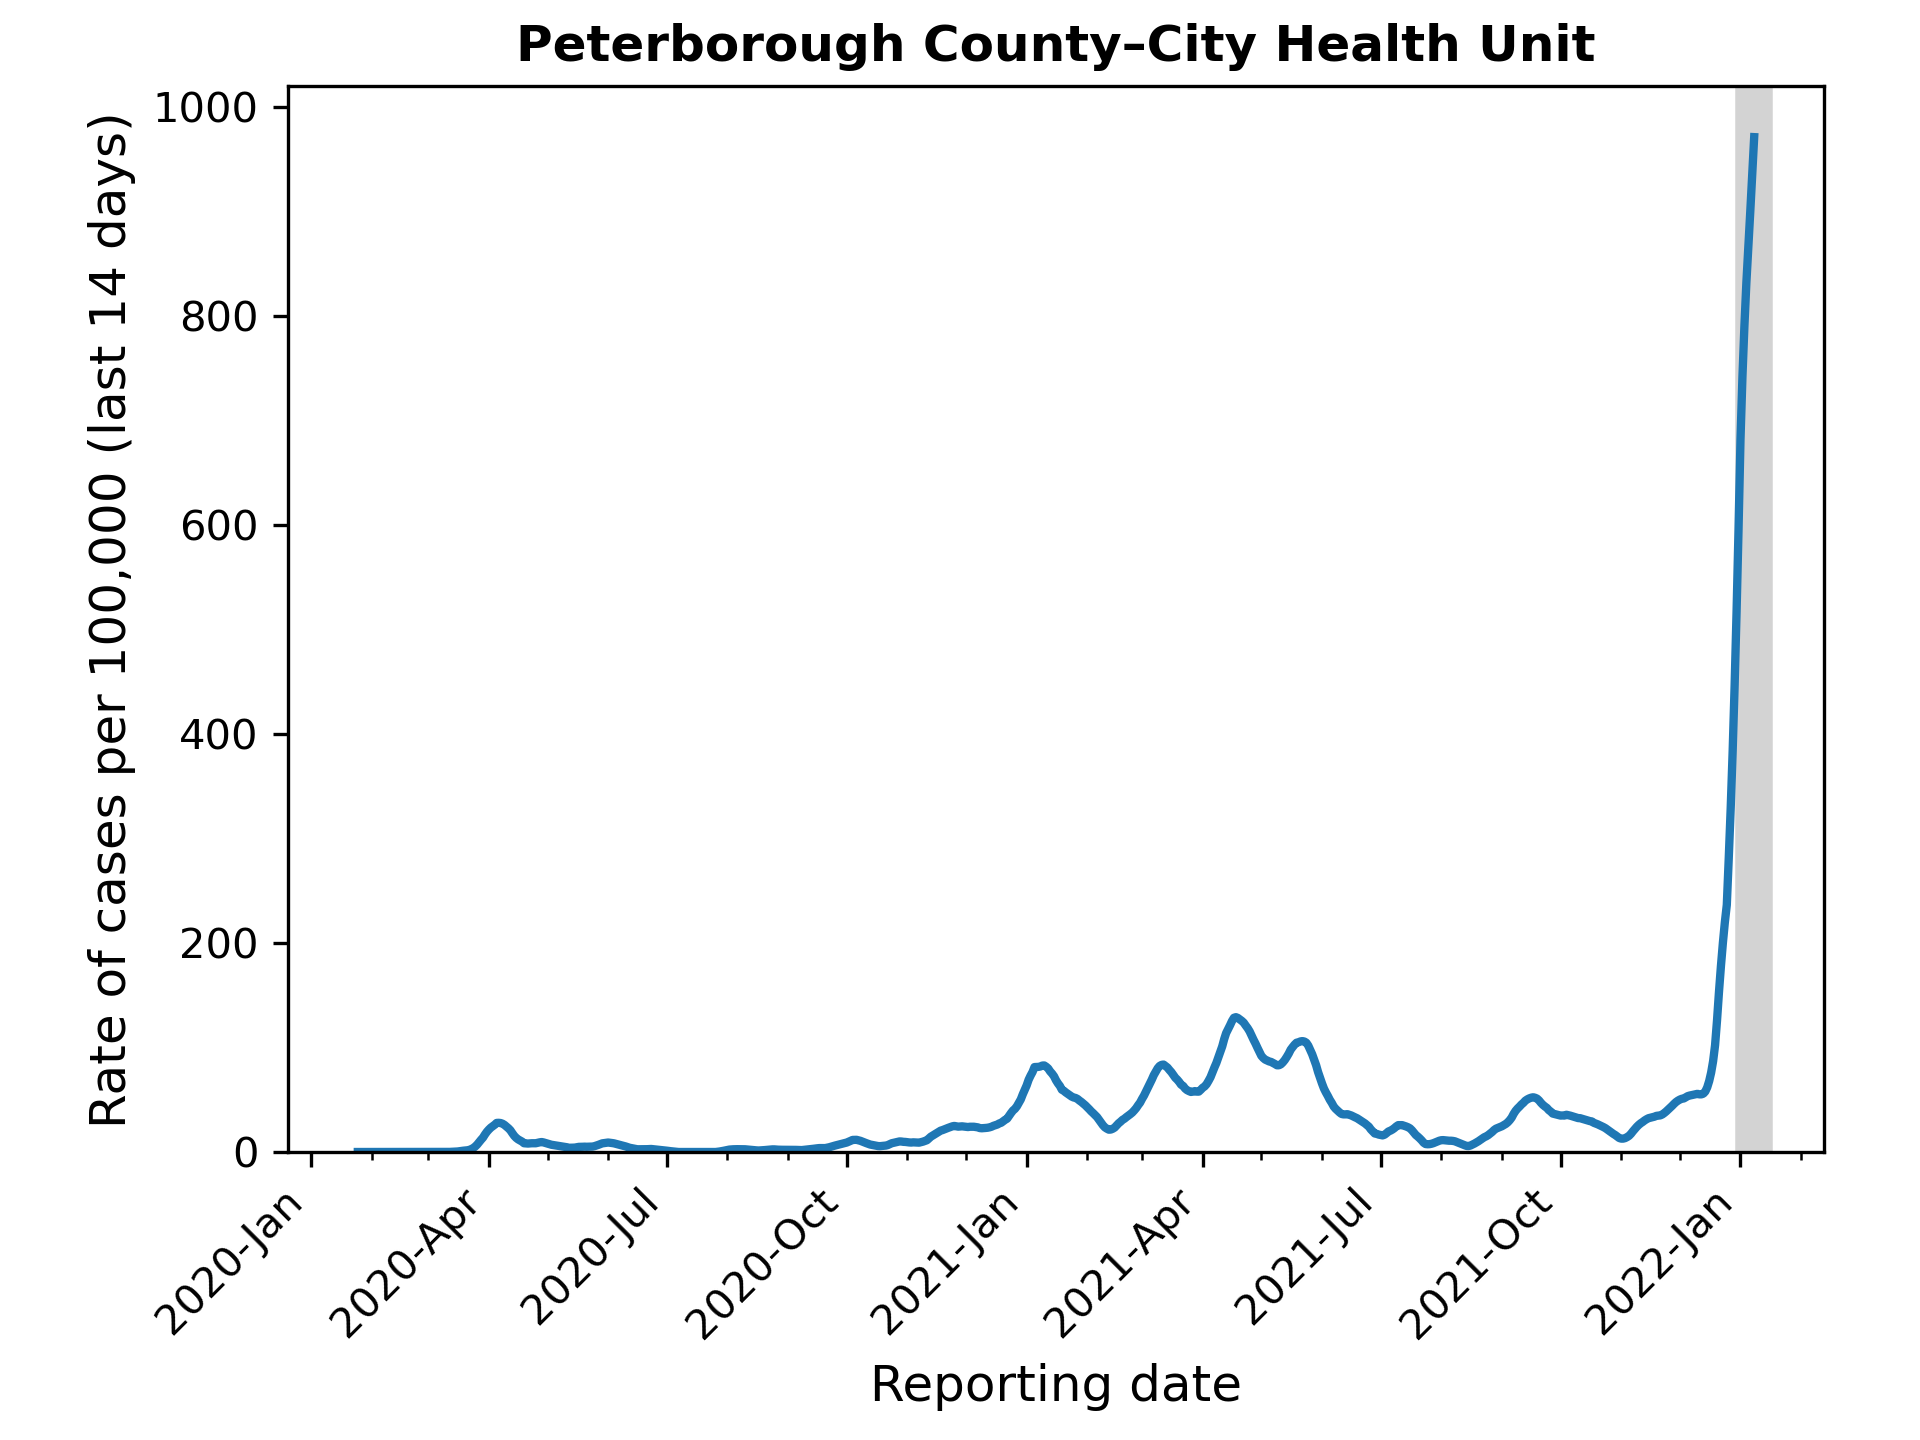 Peterborough County–City Health Unit
Rate of cases per 100,000 (last 14 days)
1000
800
600
400
200
0
2020-Jan
2020-Apr
2020-Jul
2020-Oct
2021-Jan
2021-Apr
2021-Jul
2021-Oct
2022-Jan
Reporting date